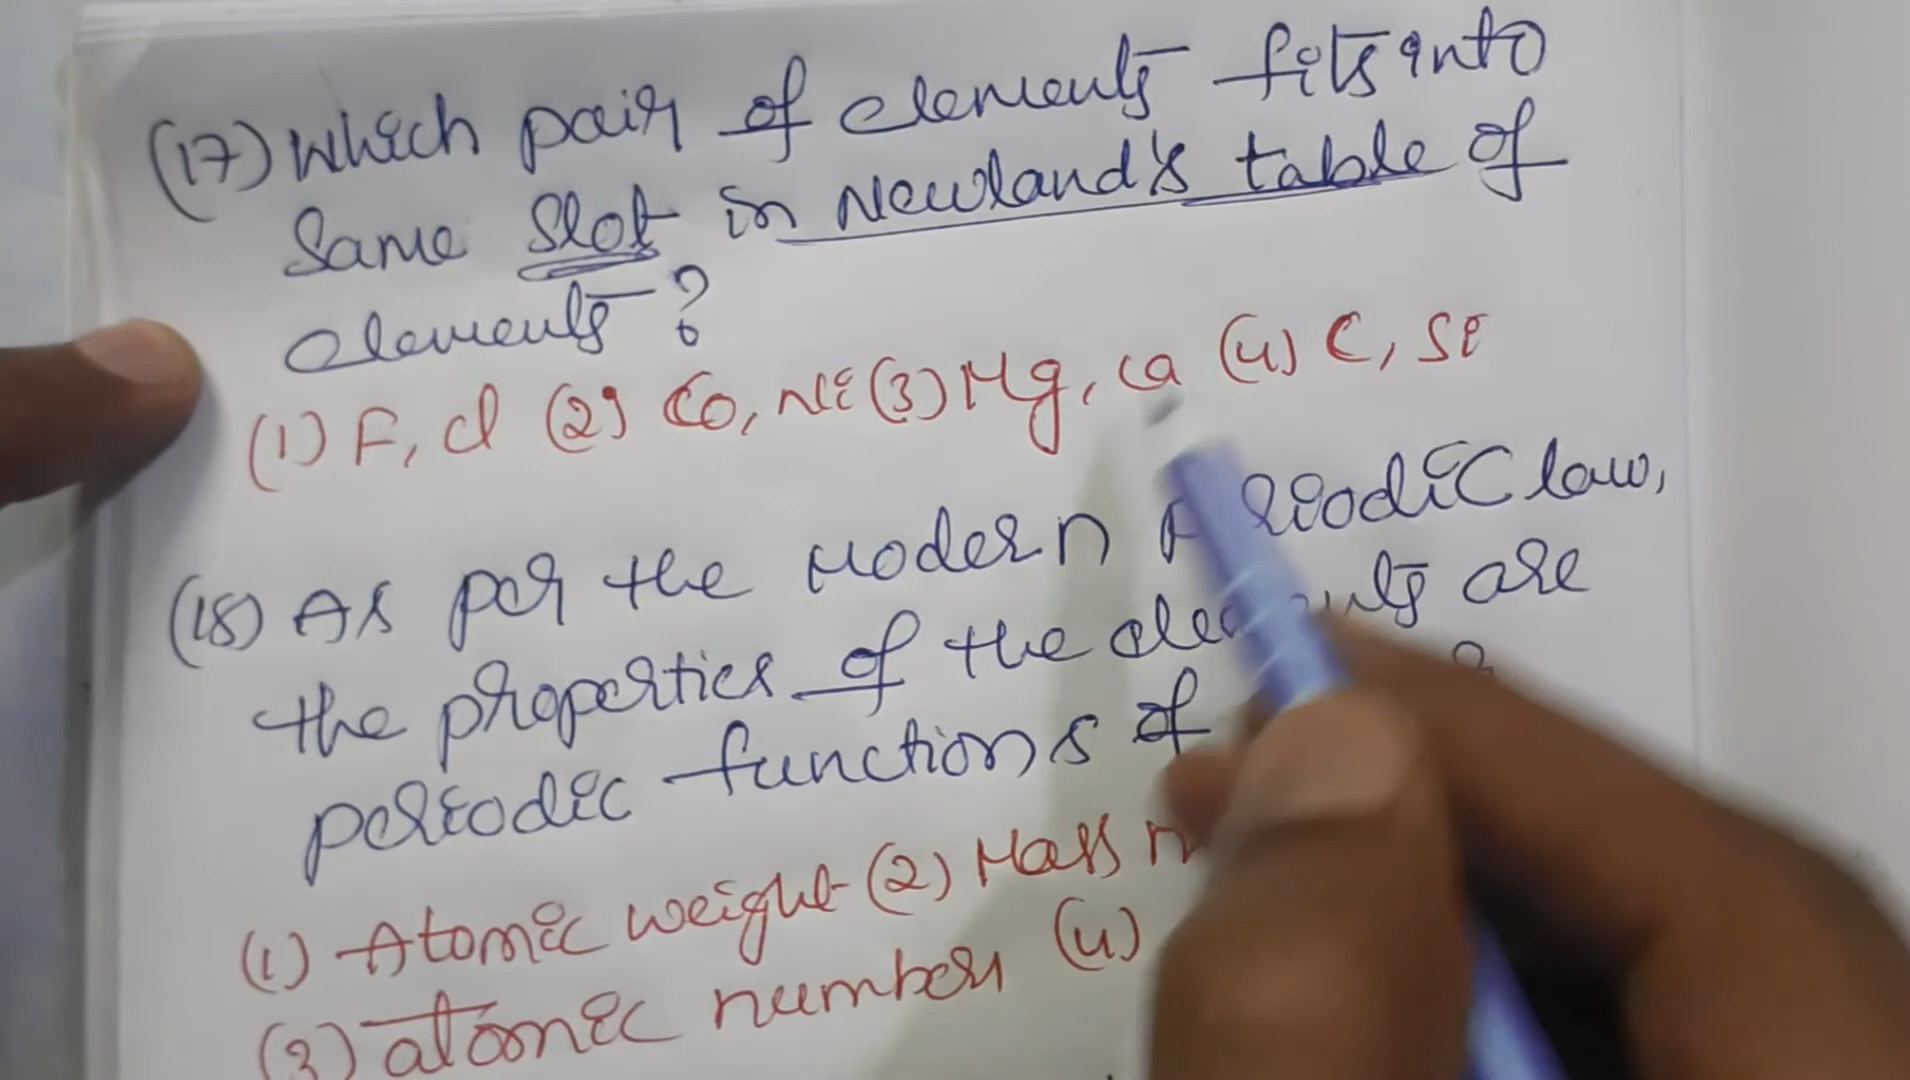 (17) Which pair of elements fits into
same slot in Newland's table of
elements?
(1) F, Cl (2) Co, Ni (3) Mg, Ca (4) C, Si
(18) As per the modern law,
the properties of the are
periodic functions of ?
(1) Atomic weight (2) Mass
(3) atomic number (4)